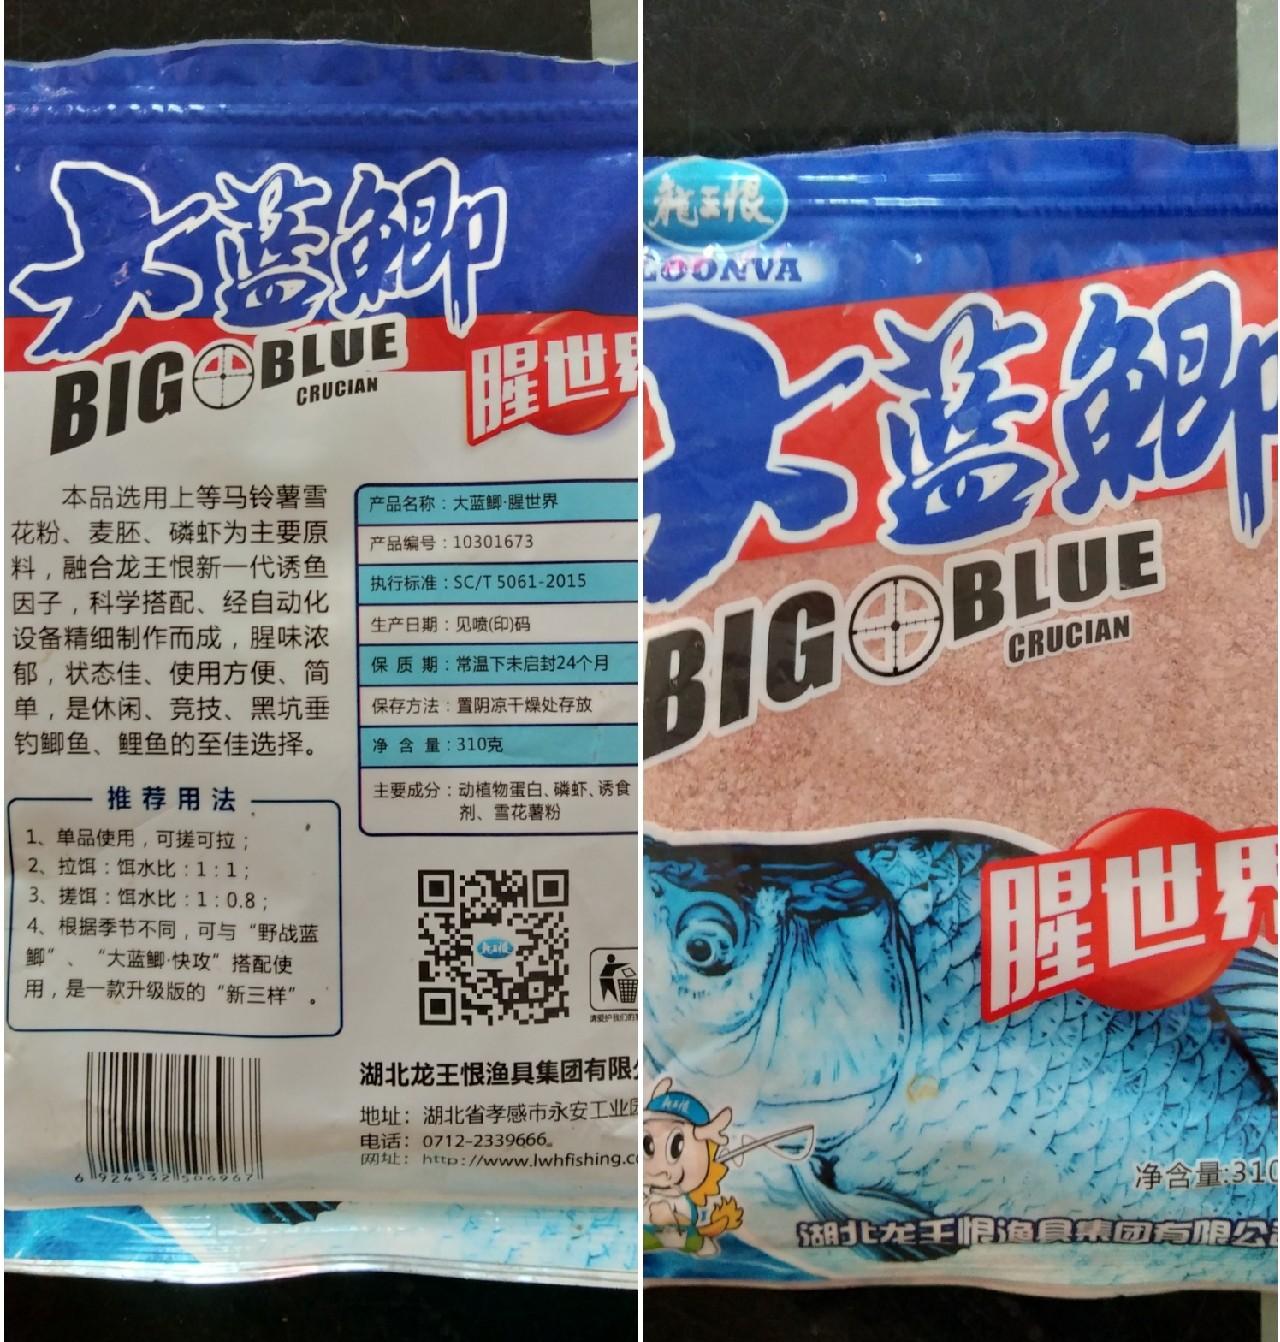 大蓝鲫
BIG BLUE
CRUCIAN
腥世界
本品选用上等马铃薯雪
花粉、麦胚、磷虾为主要原
料，融合龙王恨新一代诱鱼
因子，科学搭配、经自动化
设备精细制作而成，腥味浓
郁，状态佳、使用方便、简
单，是休闲、竞技、黑坑垂
钓鲫鱼、鲤鱼的至佳选择。
推荐用法
1、单品使用，可搓可拉；
2、拉饵：饵水比：1：1；
3、搓饵：饵水比：1：0.8；
4、根据季节不同，可与“野战蓝
鲫”、“大蓝鲫·快攻”搭配使
用，是一款升级版的“新三样”。
产品名称：大蓝鲫·腥世界
产品编号：10301673
执行标准：SC/T 5061-2015
生产日期：见喷(印)码
保 质 期：常温下未启封24个月
保存方法：置阴凉干燥处存放
净 含 量：310克
主要成分：动植物蛋白、磷虾、诱食
剂、雪花薯粉
龙王恨
请爱护我们的
湖北龙王恨渔具集团有限
地址：湖北省孝感市永安工业
电话：0712-2339666
网址：http://www.lwhfishing.c
6 924532 506967
龍王恨
LOONVA
大蓝鲫
BIG BLUE
CRUCIAN
腥世界
净含量:310
湖北龙王恨渔具集团有限公